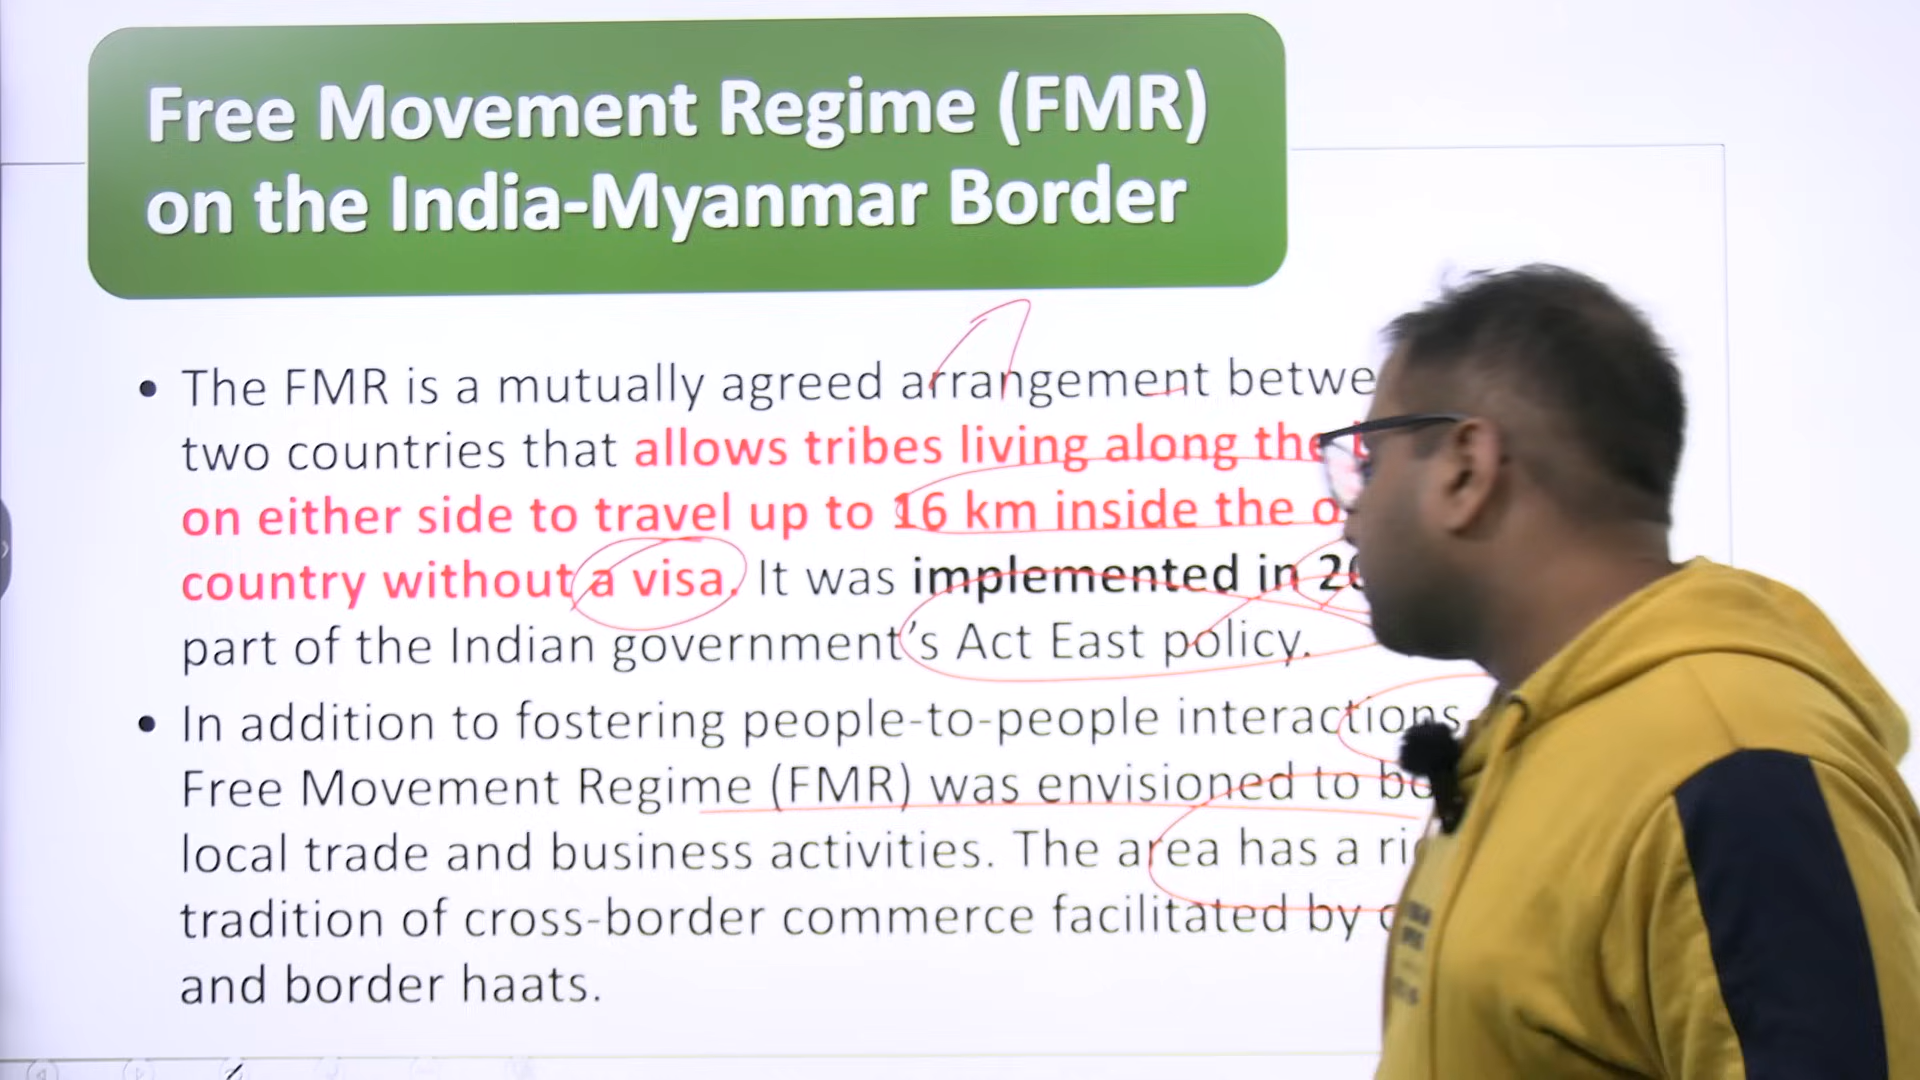 Free Movement Regime (FMR)
on the India-Myanmar Border
• The FMR is a mutually agreed arrangement
two countries that allows tribes living along the
on either side to travel up to 16 km inside the
country without a visa. It was implemented in
part of the Indian government's Act East policy.
• In addition to fostering people-to-people interactions
Free Movement Regime (FMR) was envisioned to
local trade and business activities. The area has a
tradition of cross-border commerce facilitated by
and border haats.